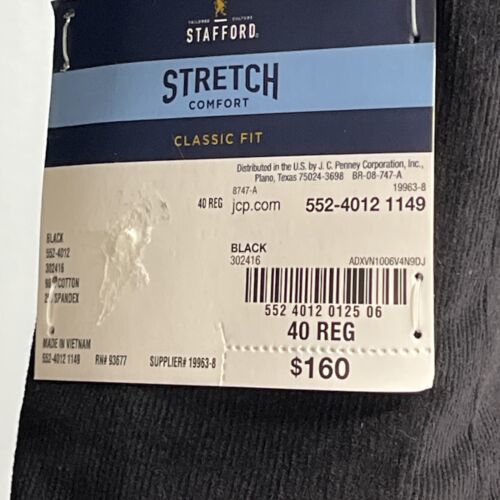 TAILORED CULTURE
STAFFORD
STRETCH
COMFORT
CLASSIC FIT
Distributed in the U.S. by J. C. Penney Corporation, Inc.,
Plano, Texas 75024-3698 BR-08-747-A
8747-A 19963-8
40 REG jcp.com 552-4012 1149
BLACK
552-4012
302416
COTTON
SPANDEX
BLACK
302416 ADXVN1006V4N9DJ
552 4012 0125 06
40 REG
$160
MADE IN VIETNAM
552-4012 1149 RN# 93677 SUPPLIER# 19963-8